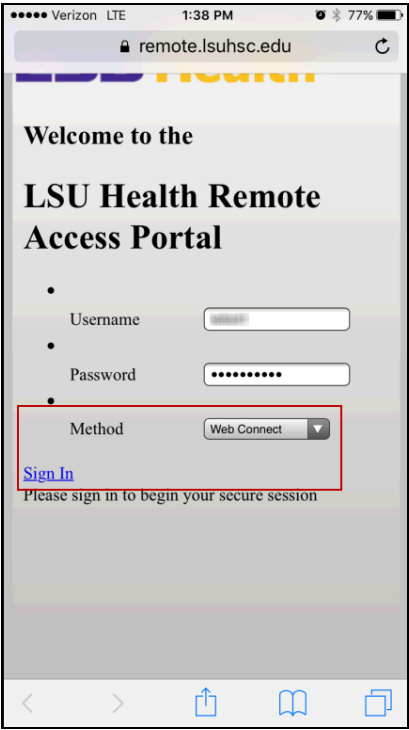 ●●●●● Verizon LTE 1:38 PM 77%
remote.lsuhsc.edu
Health
Welcome to the
LSU Health Remote
Access Portal
•
Username
•
Password ••••••••••
•
Method Web Connect
Sign In
Please sign in to begin your secure session